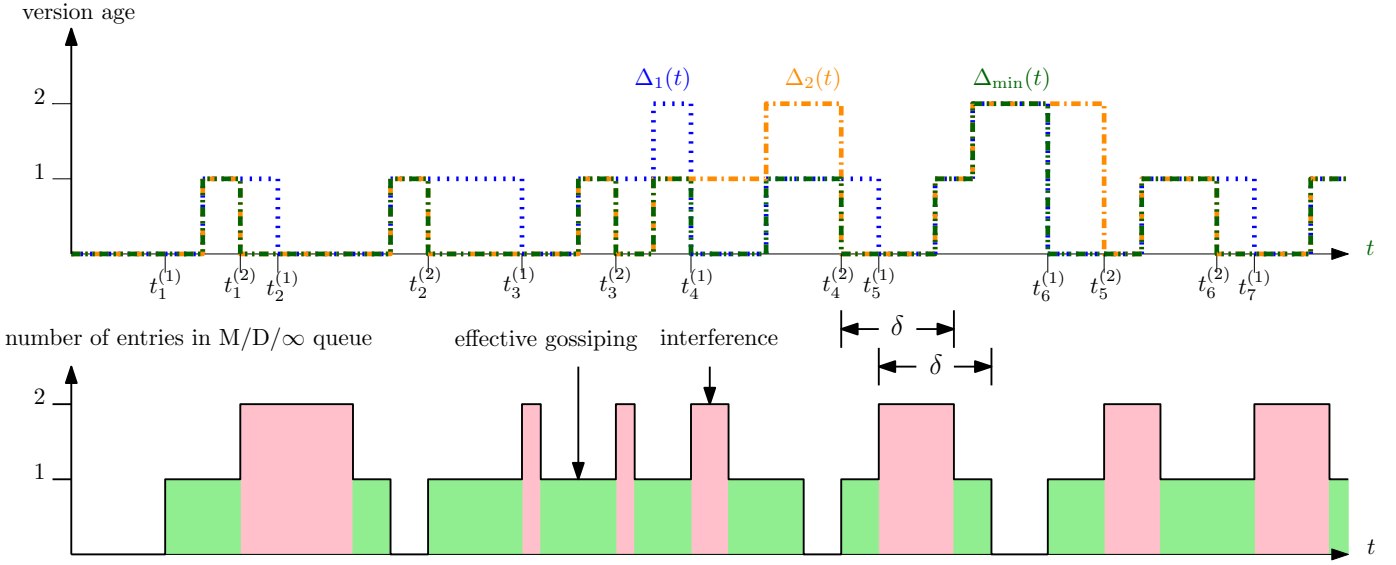 version age
Δ₁(t) Δ₂(t) Δ_min(t)
2
1
t
t₁⁽¹⁾ t₁⁽²⁾ t₂⁽¹⁾ t₂⁽²⁾ t₃⁽¹⁾ t₃⁽²⁾ t₄⁽¹⁾ t₄⁽²⁾ t₅⁽¹⁾ t₆⁽¹⁾ t₅⁽²⁾ t₆⁽²⁾ t₇⁽¹⁾
δ
number of entries in M/D/∞ queue effective gossiping interference
δ
2
1
t